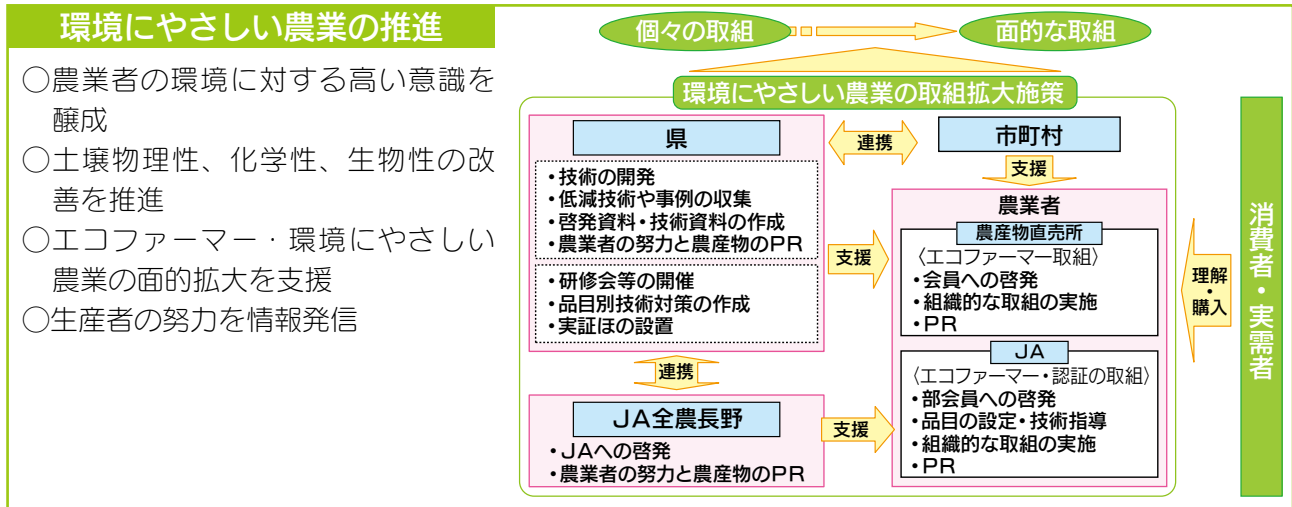 環境にやさしい農業の推進
○農業者の環境に対する高い意識を
醸成
○土壌物理性、化学性、生物性の改
善を推進
○エコファーマー・環境にやさしい
農業の面的拡大を支援
○生産者の努力を情報発信
個々の取組
面的な取組
環境にやさしい農業の取組拡大施策
県
・技術の開発
・低減技術や事例の収集
・啓発資料・技術資料の作成
・農業者の努力と農産物のPR
・研修会等の開催
・品目別技術対策の作成
・実証ほの設置
連携
市町村
支援
支援
農業者
農産物直売所
〈エコファーマー取組〉
・会員への啓発
・組織的な取組の実施
・PR
JA
〈エコファーマー・認証の取組〉
・部会員への啓発
・品目の設定・技術指導
・組織的な取組の実施
・PR
連携
JA全農長野
・JAへの啓発
・農業者の努力と農産物のPR
支援
理解
・
購入
消費者・実需者